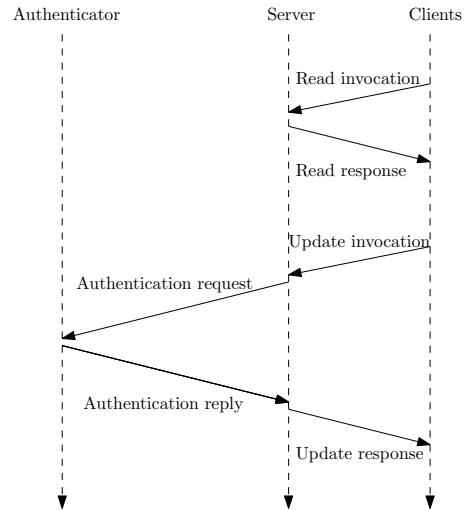 Authenticator Server Clients
Read invocation
Read response
Update invocation
Authentication request
Authentication reply
Update response